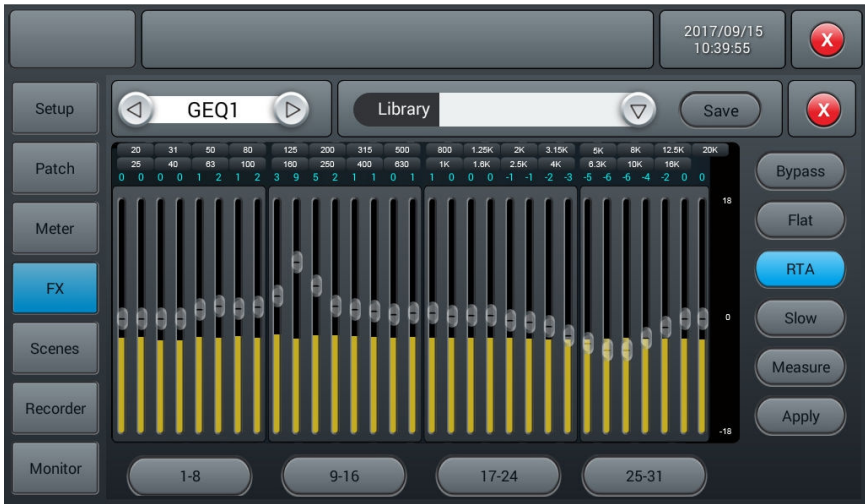 2017/09/15
10:39:55
X
Setup
GEQ1
Library
Save
X
20 31 50 80 125 200 315 500 800 1.25K 2K 3.15K 5K 8K 12.5K 20K
25 40 63 100 160 250 400 630 1K 1.6K 2.5K 4K 6.3K 10K 16K
0 0 0 0 1 2 1 2 3 9 5 2 1 1 0 1 1 0 0 0 -1 -1 -2 -3 -5 -6 -6 -4 -2 0 0
Patch
Bypass
18
Meter
Flat
FX
RTA
0
Slow
Scenes
Measure
Recorder
Apply
-18
Monitor
1-8
9-16
17-24
25-31